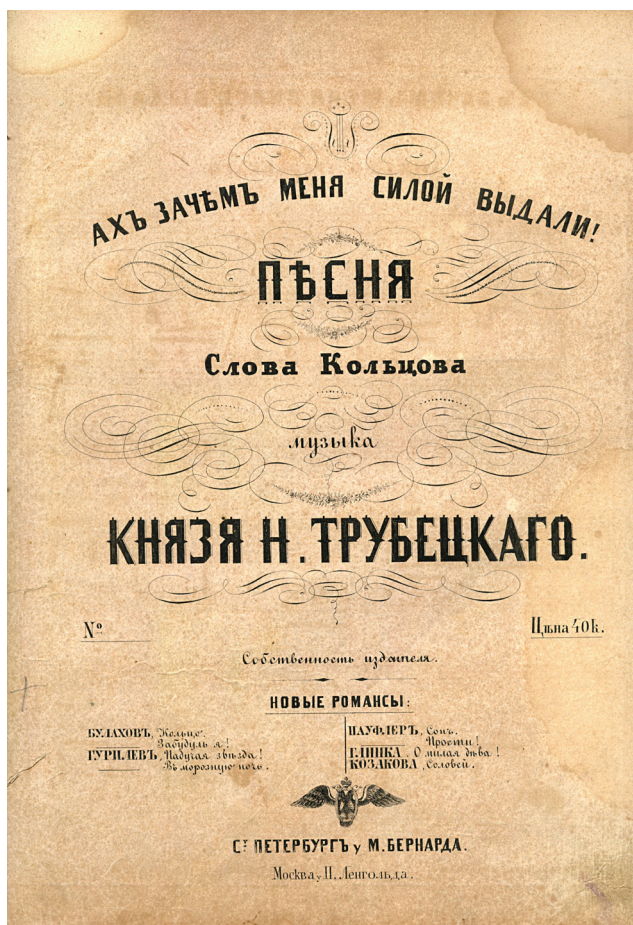 АХЪ ЗАЧѢМЪ МЕНЯ СИЛОЙ ВЫДАЛИ!
ПѢСНЯ
Слова Кольцова
музыка
КНЯЗЯ Н. ТРУБЕЦКАГО.
№
Цѣна 40 к.
Собственность издателя.
НОВЫЕ РОМАНСЫ:
БУЛАХОВЪ, Кольцо.
Забудуль я!
ГУРИЛЕВЪ, Падучая звѣзда!
Въ морозную ночь.
ПАУФЛЕРЪ, Сонъ.
Прости!
ГЛИНКА, О милая дѣва!
КОЗАКОВА, Соловей.
Ст ПЕТЕРБУРГЪ у М. БЕРНАРДА.
Москва у П. Ленгольда.